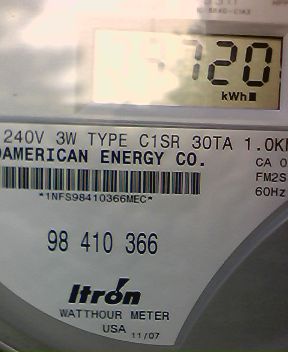 720
kWh
240V 3W TYPE C1SR 30TA 1.0K
AMERICAN ENERGY CO.
CA 0
*1NFS98410366MEC*
FM2S
60Hz
98 410 366
Itron
WATTHOUR METER
USA 11/07